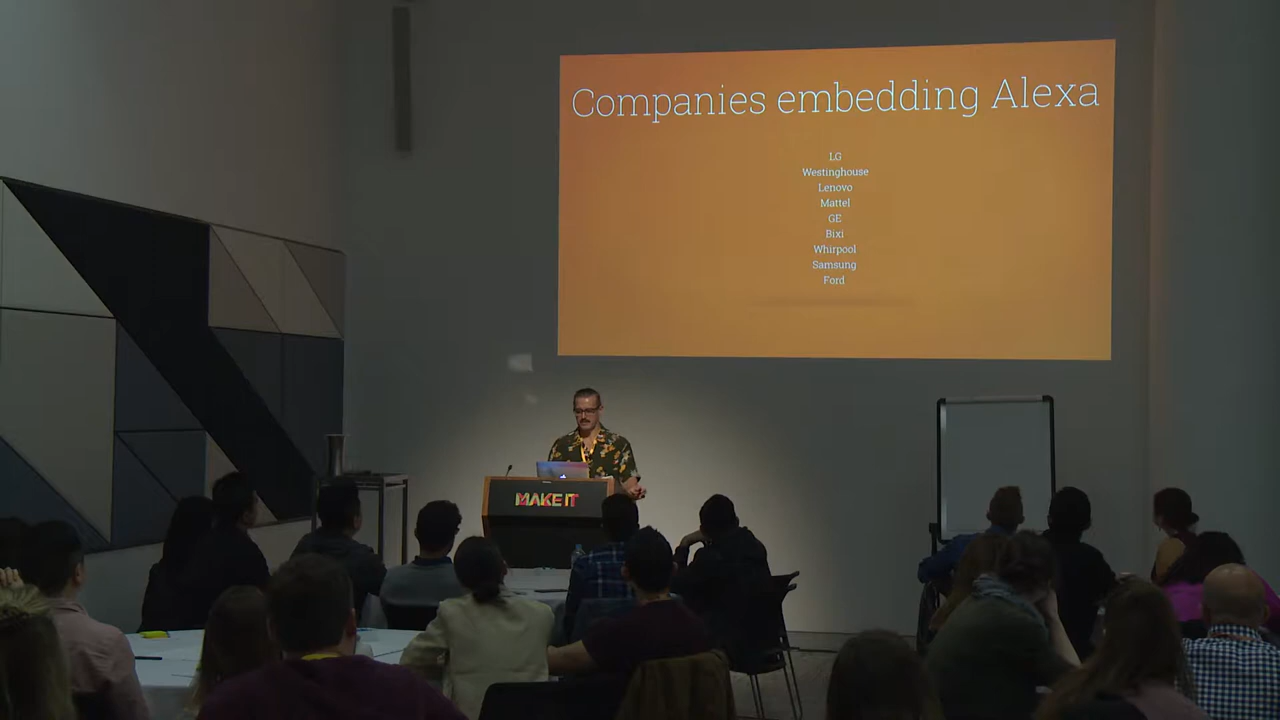 Companies embedding Alexa
LG
Westinghouse
Lenovo
Mattel
GE
Bixi
Whirpool
Samsung
Ford
MAKE IT